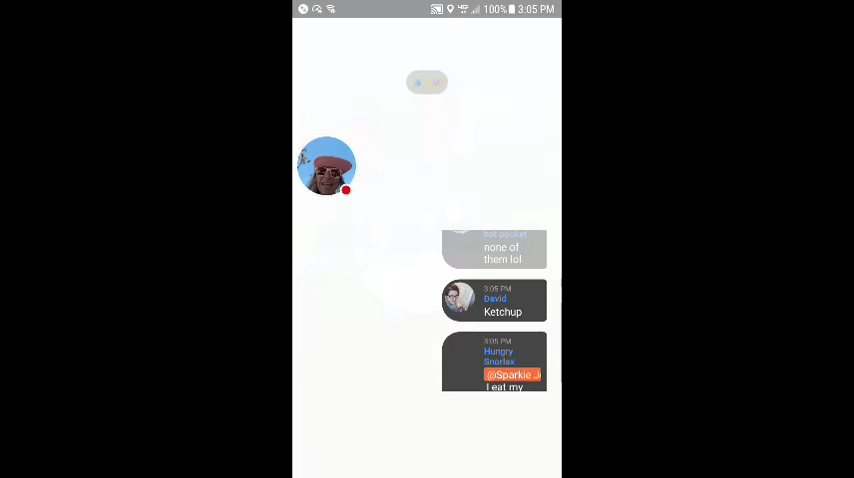 4G 100% 3:05 PM
hot pocket
none of
them lol
3:05 PM
David
Ketchup
3:05 PM
Hungry
Snorlax
@Sparkie
I eat my